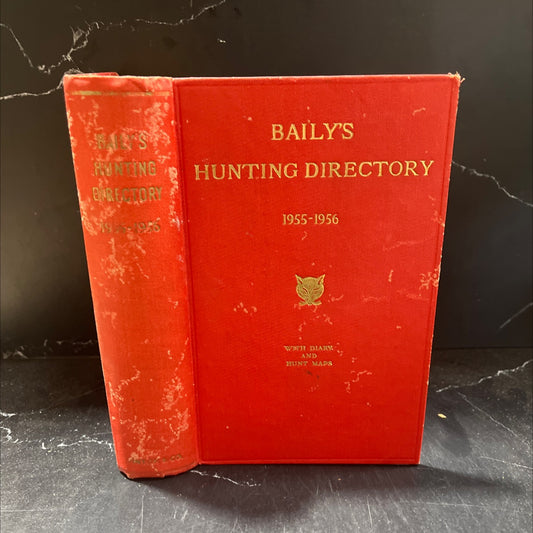 BAILY'S
HUNTING
DIRECTORY
1955-1956
BAILY'S
HUNTING DIRECTORY
1955-1956
WITH DIARY
AND
HUNT MAPS